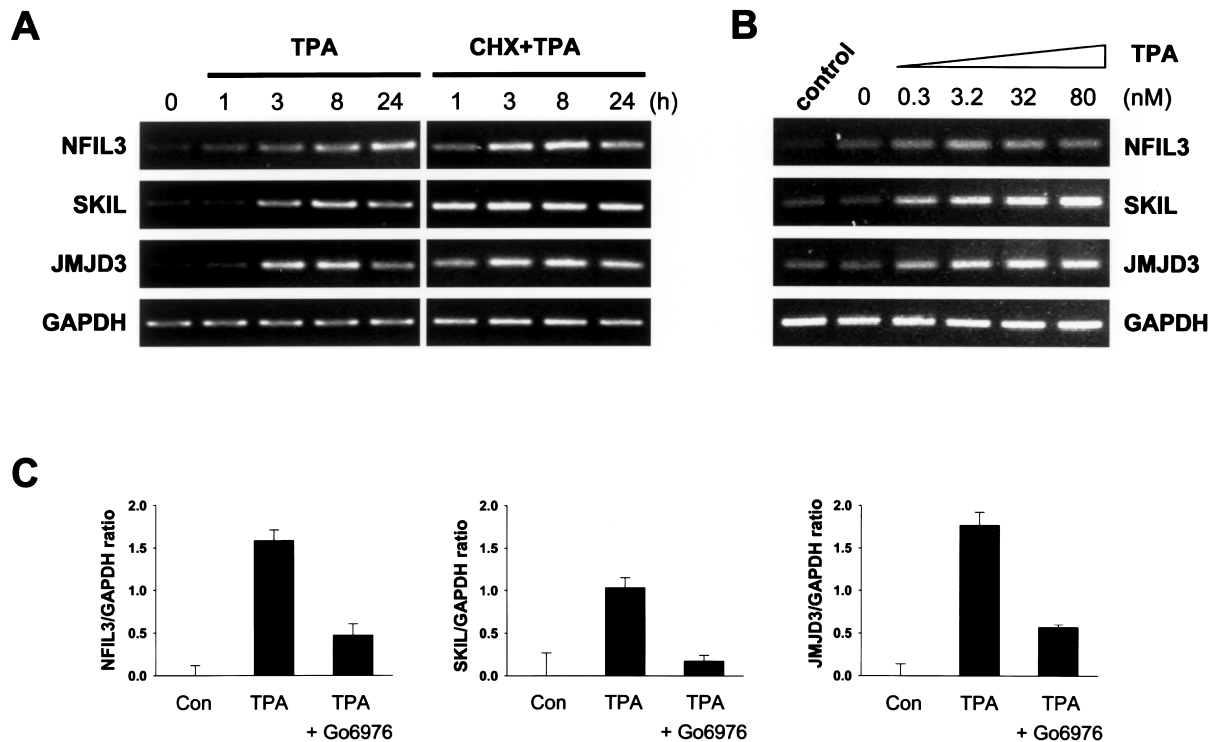 A
TPA
CHX+TPA
0 1 3 8 24 1 3 8 24 (h)
NFIL3
SKIL
JMJD3
GAPDH
B
control
TPA
0 0.3 3.2 32 80 (nM)
NFIL3
SKIL
JMJD3
GAPDH
C
NFIL3/GAPDH ratio
2.0
1.5
1.0
0.5
0.0
Con TPA TPA
+ Go6976
SKIL/GAPDH ratio
2.0
1.5
1.0
0.5
0.0
Con TPA TPA
+ Go6976
JMJD3/GAPDH ratio
2.0
1.5
1.0
0.5
0.0
Con TPA TPA
+ Go6976